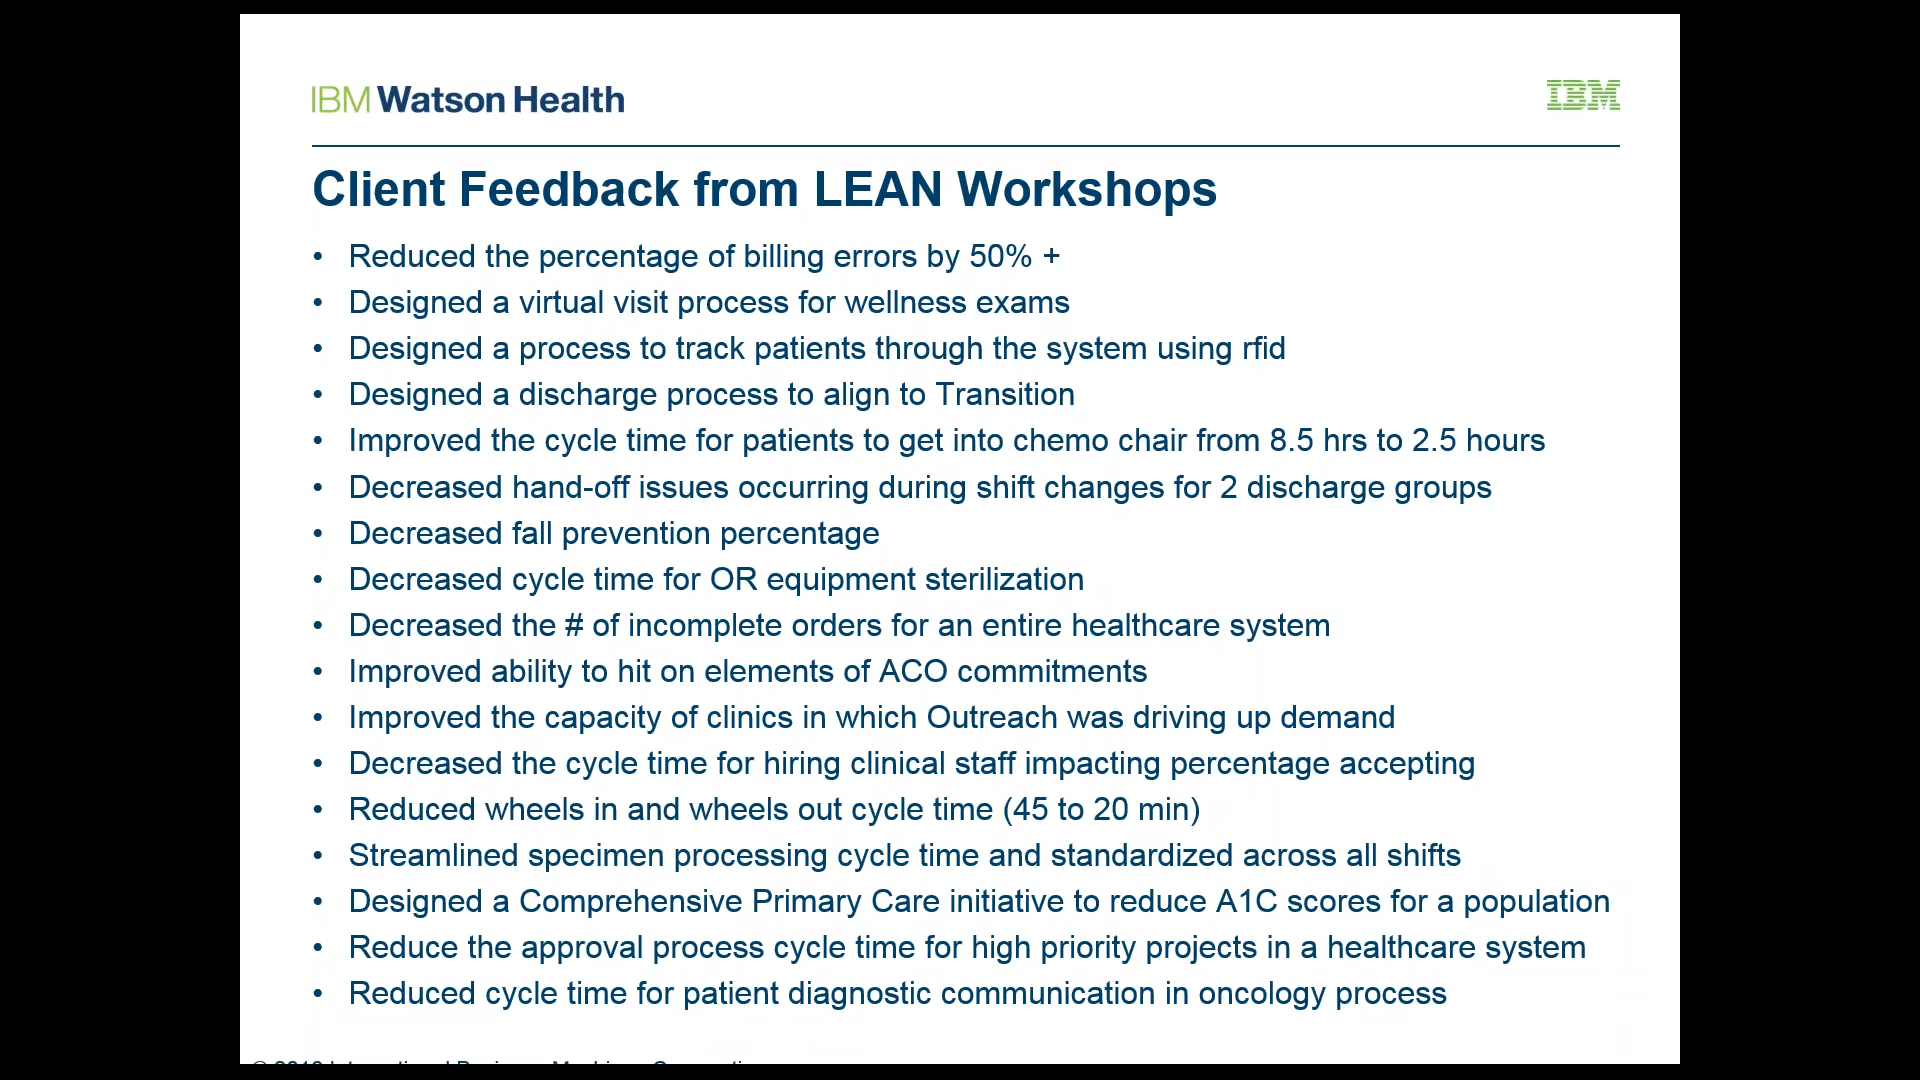 IBM Watson Health
IBM
Client Feedback from LEAN Workshops
• Reduced the percentage of billing errors by 50% +
• Designed a virtual visit process for wellness exams
• Designed a process to track patients through the system using rfid
• Designed a discharge process to align to Transition
• Improved the cycle time for patients to get into chemo chair from 8.5 hrs to 2.5 hours
• Decreased hand-off issues occurring during shift changes for 2 discharge groups
• Decreased fall prevention percentage
• Decreased cycle time for OR equipment sterilization
• Decreased the # of incomplete orders for an entire healthcare system
• Improved ability to hit on elements of ACO commitments
• Improved the capacity of clinics in which Outreach was driving up demand
• Decreased the cycle time for hiring clinical staff impacting percentage accepting
• Reduced wheels in and wheels out cycle time (45 to 20 min)
• Streamlined specimen processing cycle time and standardized across all shifts
• Designed a Comprehensive Primary Care initiative to reduce A1C scores for a population
• Reduce the approval process cycle time for high priority projects in a healthcare system
• Reduced cycle time for patient diagnostic communication in oncology process